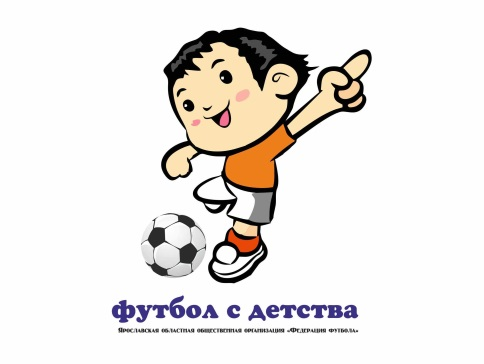 футбол с детства
Ярославская областная общественная организация «Федерация футбола»